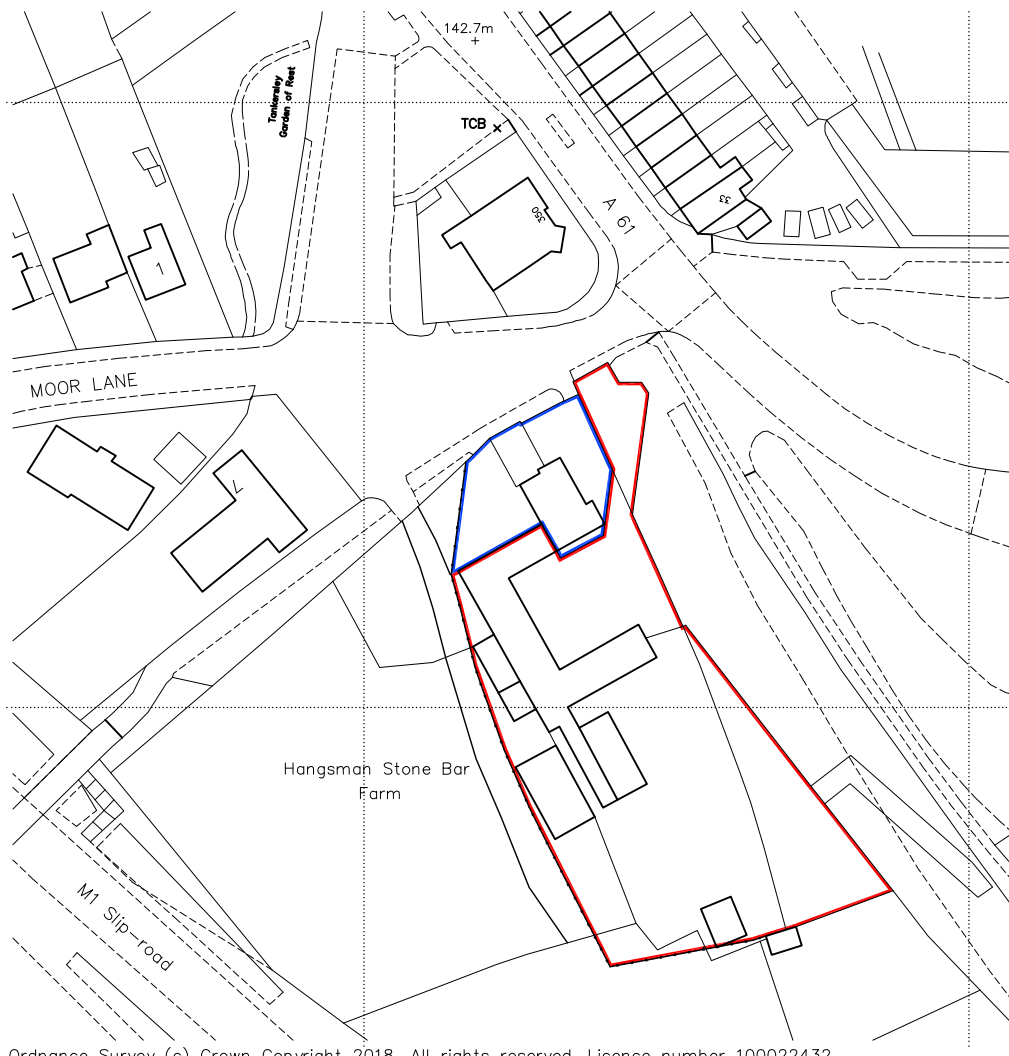 142.7m
+
Tankersley
Garden of Rest
TCB
350
A 61
33
1
MOOR LANE
7
Hangsman Stone Bar
Farm
M1 Slip-road
Ordnance Survey (c) Crown Copyright 2018. All rights reserved. License number 100022432